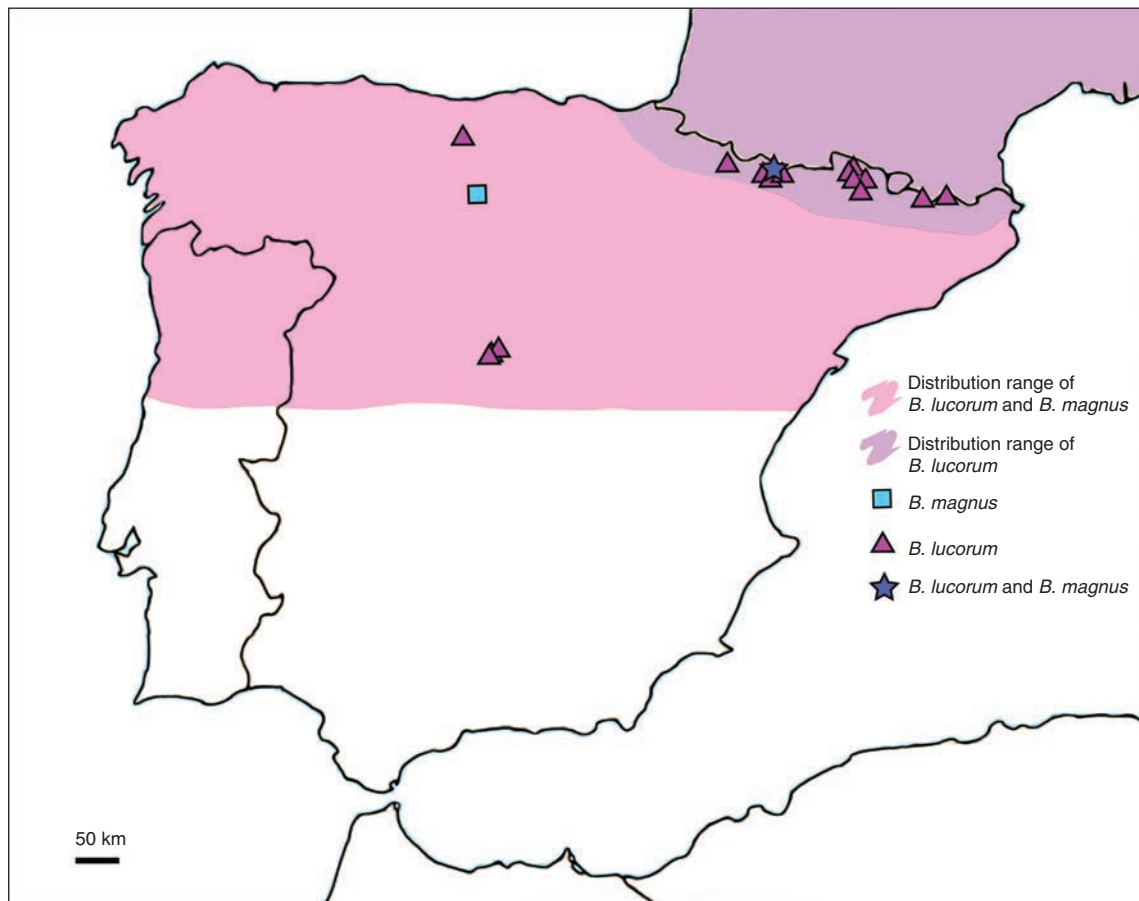 Distribution range of
B. lucorum and B. magnus
Distribution range of
B. lucorum
B. magnus
B. lucorum
B. lucorum and B. magnus
50 km